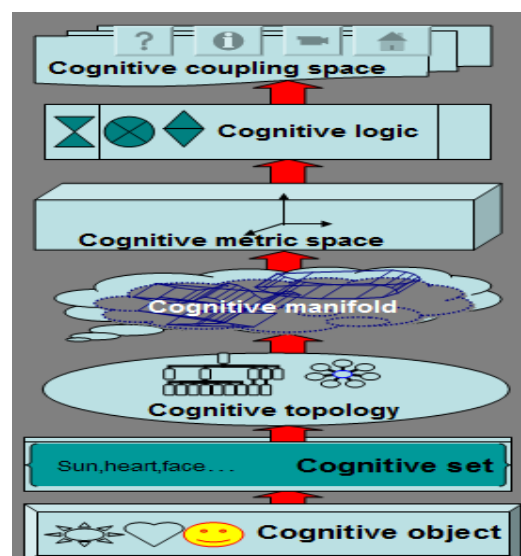 ?
i
Cognitive coupling space
Cognitive logic
Cognitive metric space
Cognitive manifold
Cognitive topology
Sun,heart,face… Cognitive set
Cognitive object